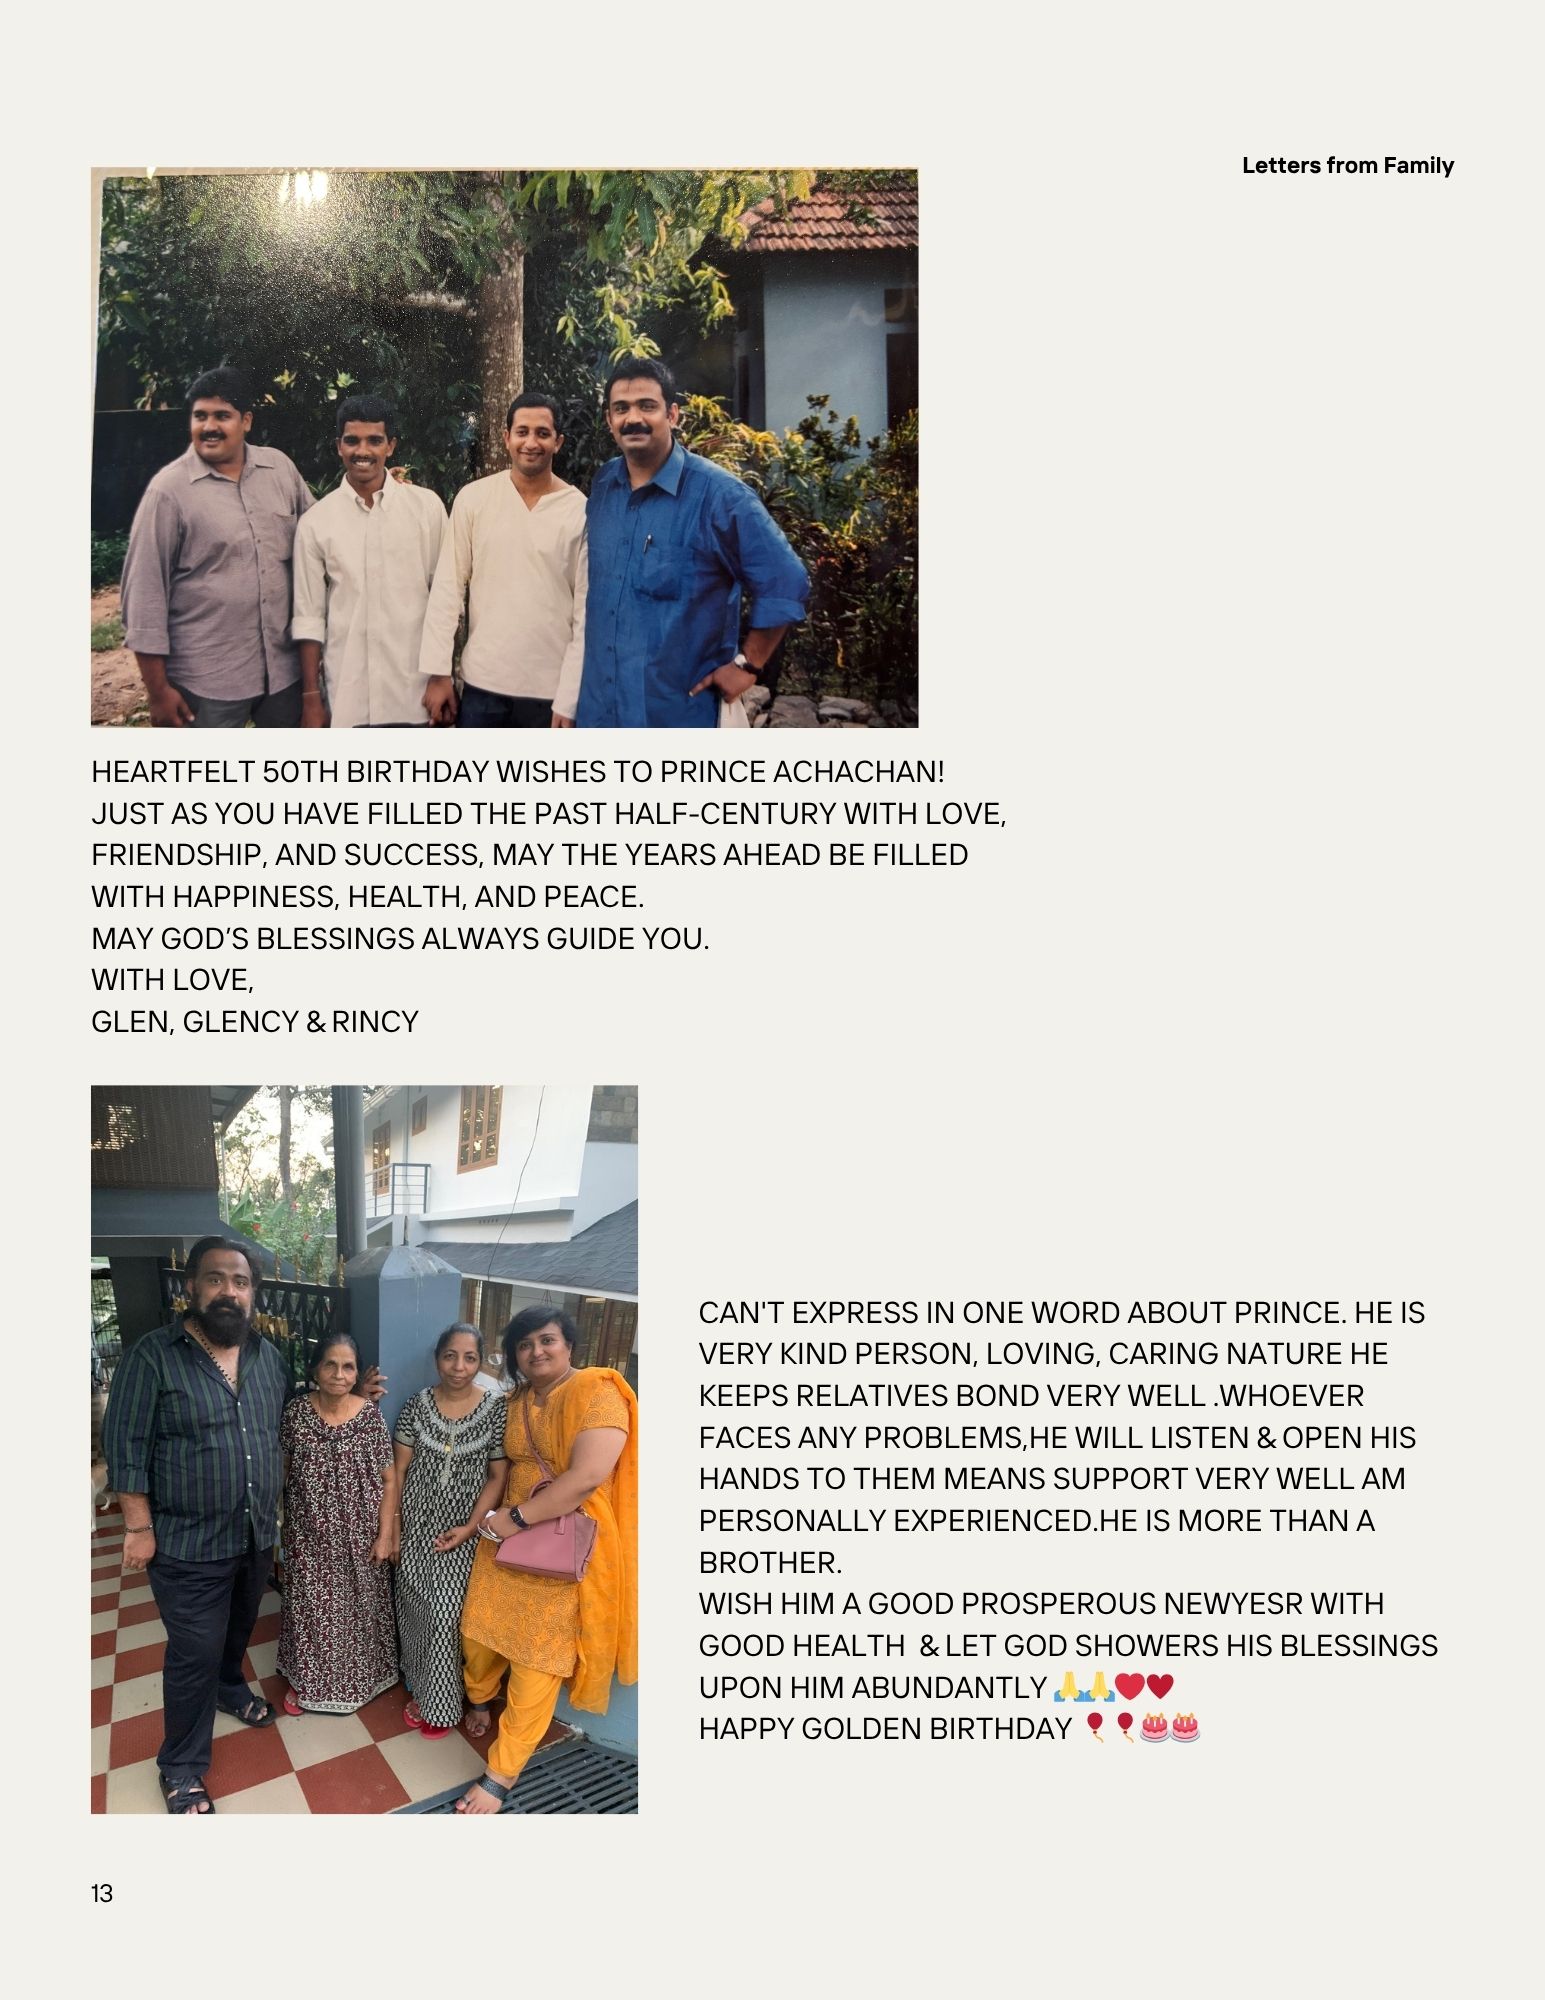 Letters from Family
HEARTFELT 50TH BIRTHDAY WISHES TO PRINCE ACHACHAN!
JUST AS YOU HAVE FILLED THE PAST HALF-CENTURY WITH LOVE,
FRIENDSHIP, AND SUCCESS, MAY THE YEARS AHEAD BE FILLED
WITH HAPPINESS, HEALTH, AND PEACE.
MAY GOD’S BLESSINGS ALWAYS GUIDE YOU.
WITH LOVE,
GLEN, GLENCY & RINCY
CAN'T EXPRESS IN ONE WORD ABOUT PRINCE. HE IS
VERY KIND PERSON, LOVING, CARING NATURE HE
KEEPS RELATIVES BOND VERY WELL .WHOEVER
FACES ANY PROBLEMS,HE WILL LISTEN & OPEN HIS
HANDS TO THEM MEANS SUPPORT VERY WELL AM
PERSONALLY EXPERIENCED.HE IS MORE THAN A
BROTHER.
WISH HIM A GOOD PROSPEROUS NEWYESR WITH
GOOD HEALTH  & LET GOD SHOWERS HIS BLESSINGS
UPON HIM ABUNDANTLY 🙏🙏❤️♥️
HAPPY GOLDEN BIRTHDAY 🎈🎈🎂🎂
13